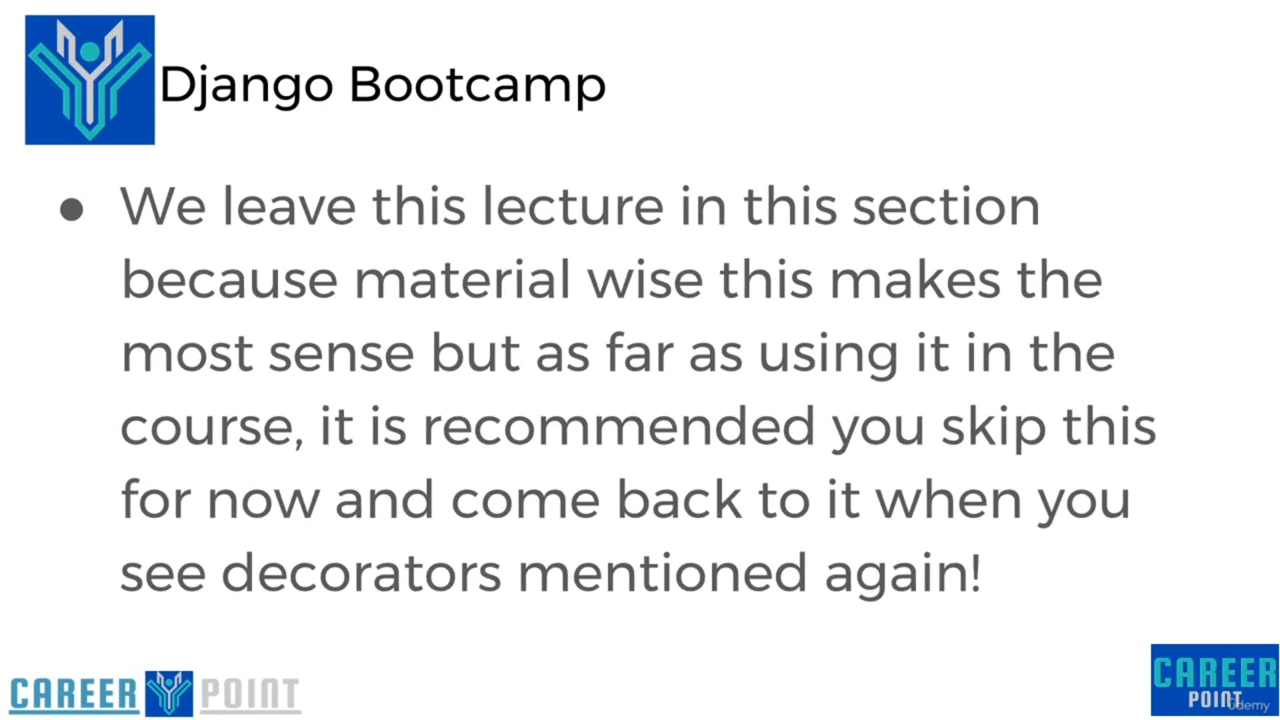 Django Bootcamp
● We leave this lecture in this section
because material wise this makes the
most sense but as far as using it in the
course, it is recommended you skip this
for now and come back to it when you
see decorators mentioned again!
CAREER POINT
CAREER
POINT
Udemy